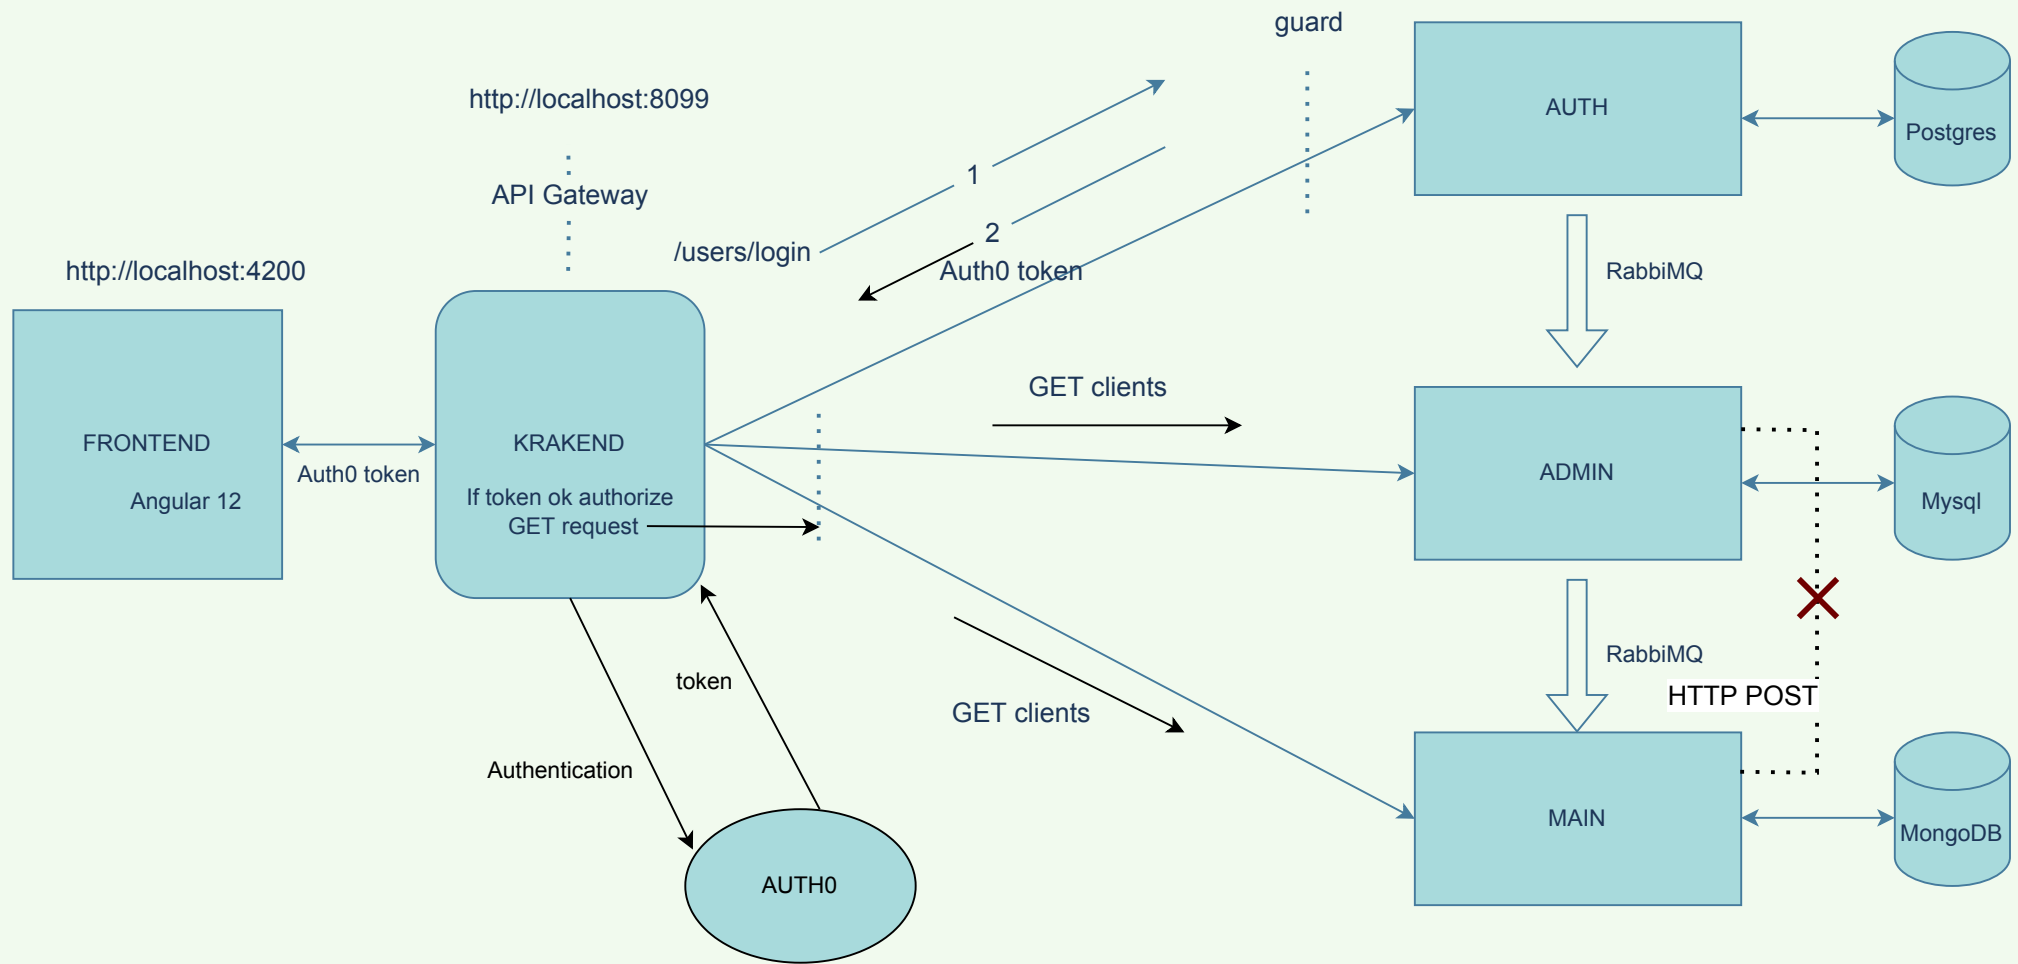 guard
http://localhost:8099
AUTH
Postgres
1
API Gateway
2
/users/login
Auth0 token
http://localhost:4200
RabbiMQ
GET clients
FRONTEND
Angular 12
Auth0 token
KRAKEND
If token ok authorize
GET request
ADMIN
Mysql
RabbiMQ
HTTP POST
token
GET clients
Authentication
MAIN
MongoDB
AUTH0